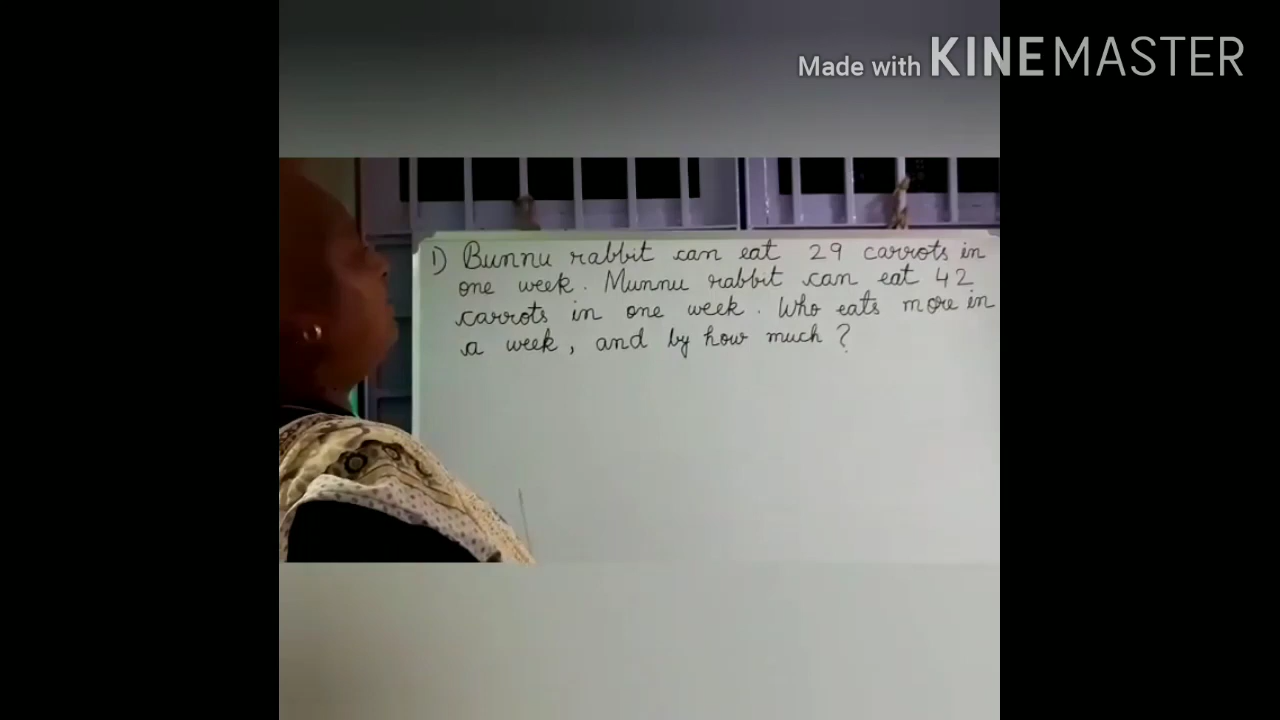 Made with KINEMASTER
1) Bunnu rabbit can eat 29 carrots in
one week. Munnu rabbit can eat 42
carrots in one week. Who eats more in
a week, and by how much?